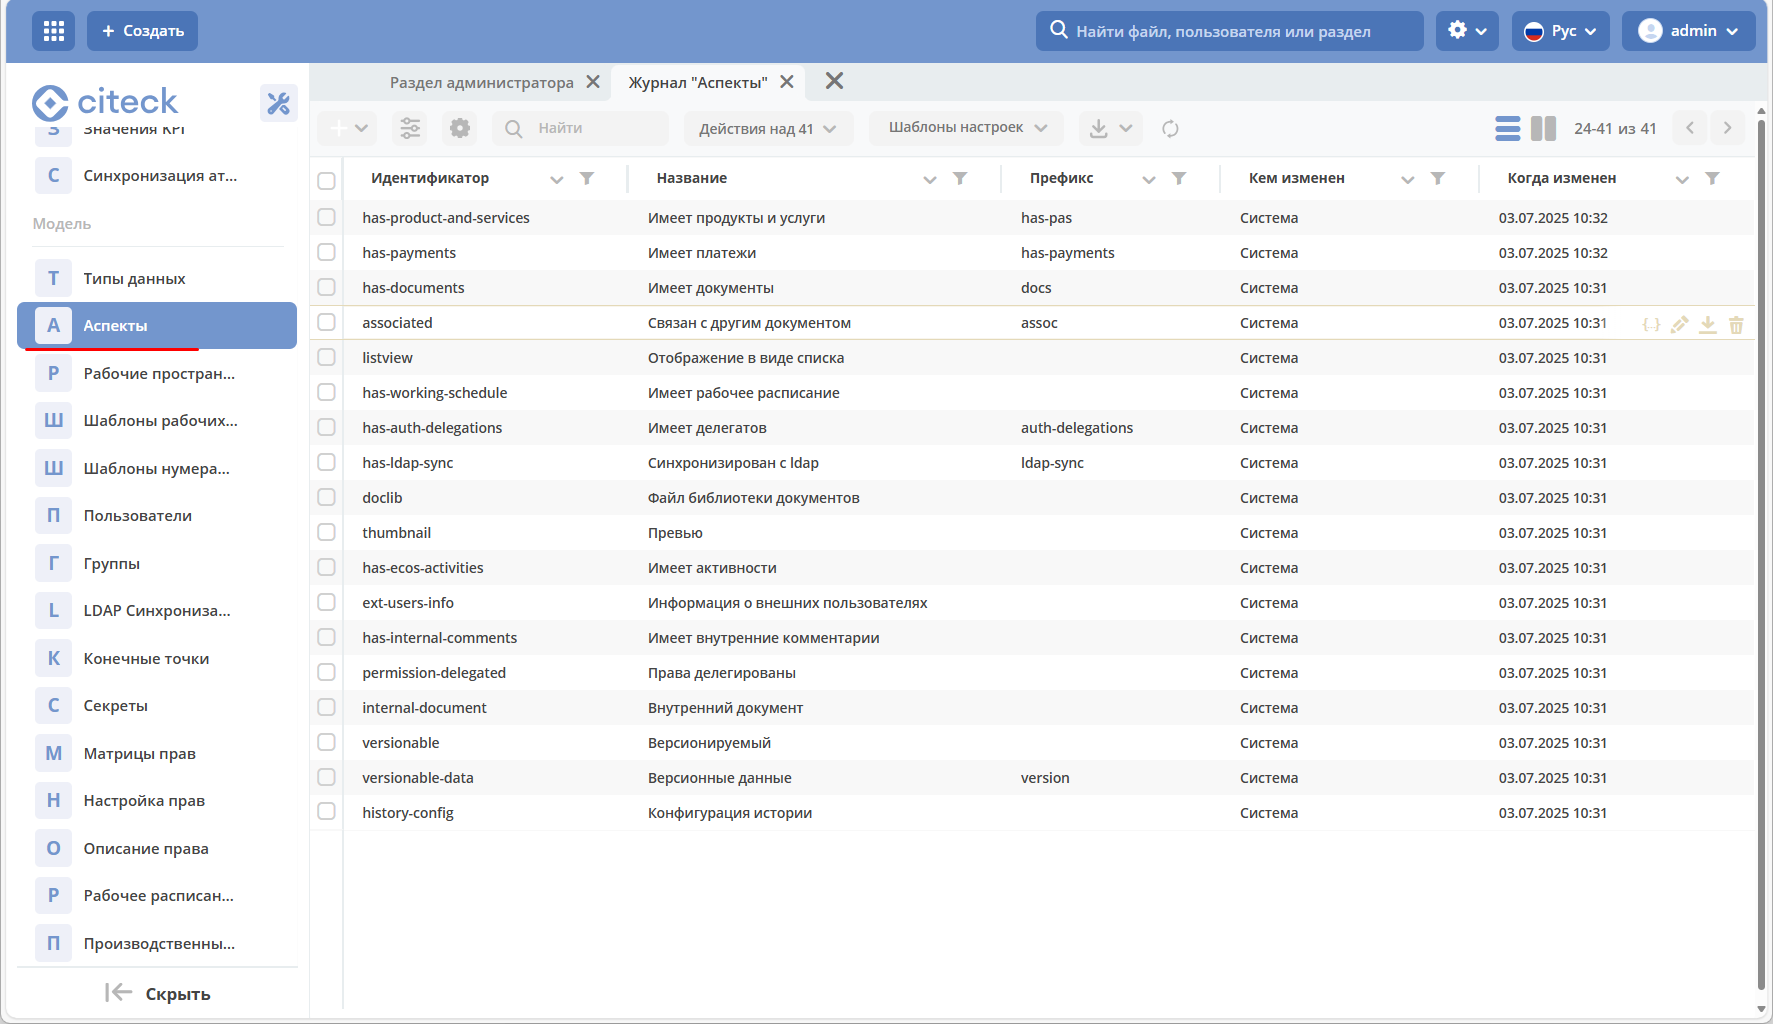 + Создать
Найти файл, пользователя или раздел
Рус
admin
citeck
Раздел администратора
Журнал "Аспекты"
Найти
Действия над 41
Шаблоны настроек
24-41 из 41
З Значения KPI
С Синхронизация ат...
Модель
Т Типы данных
А Аспекты
Р Рабочие простран...
Ш Шаблоны рабочих...
Ш Шаблоны нумера...
П Пользователи
Г Группы
L LDAP Синхрониза...
К Конечные точки
С Секреты
М Матрицы прав
Н Настройка прав
О Описание права
Р Рабочее расписан...
П Производственны...
Скрыть
Идентификатор Название Префикс Кем изменен Когда изменен
has-product-and-services Имеет продукты и услуги has-pas Система 03.07.2025 10:32
has-payments Имеет платежи has-payments Система 03.07.2025 10:32
has-documents Имеет документы docs Система 03.07.2025 10:31
associated Связан с другим документом assoc Система 03.07.2025 10:31
listview Отображение в виде списка Система 03.07.2025 10:31
has-working-schedule Имеет рабочее расписание Система 03.07.2025 10:31
has-auth-delegations Имеет делегатов auth-delegations Система 03.07.2025 10:31
has-ldap-sync Синхронизирован с ldap ldap-sync Система 03.07.2025 10:31
doclib Файл библиотеки документов Система 03.07.2025 10:31
thumbnail Превью Система 03.07.2025 10:31
has-ecos-activities Имеет активности Система 03.07.2025 10:31
ext-users-info Информация о внешних пользователях Система 03.07.2025 10:31
has-internal-comments Имеет внутренние комментарии Система 03.07.2025 10:31
permission-delegated Права делегированы Система 03.07.2025 10:31
internal-document Внутренний документ Система 03.07.2025 10:31
versionable Версионируемый Система 03.07.2025 10:31
versionable-data Версионные данные version Система 03.07.2025 10:31
history-config Конфигурация истории Система 03.07.2025 10:31